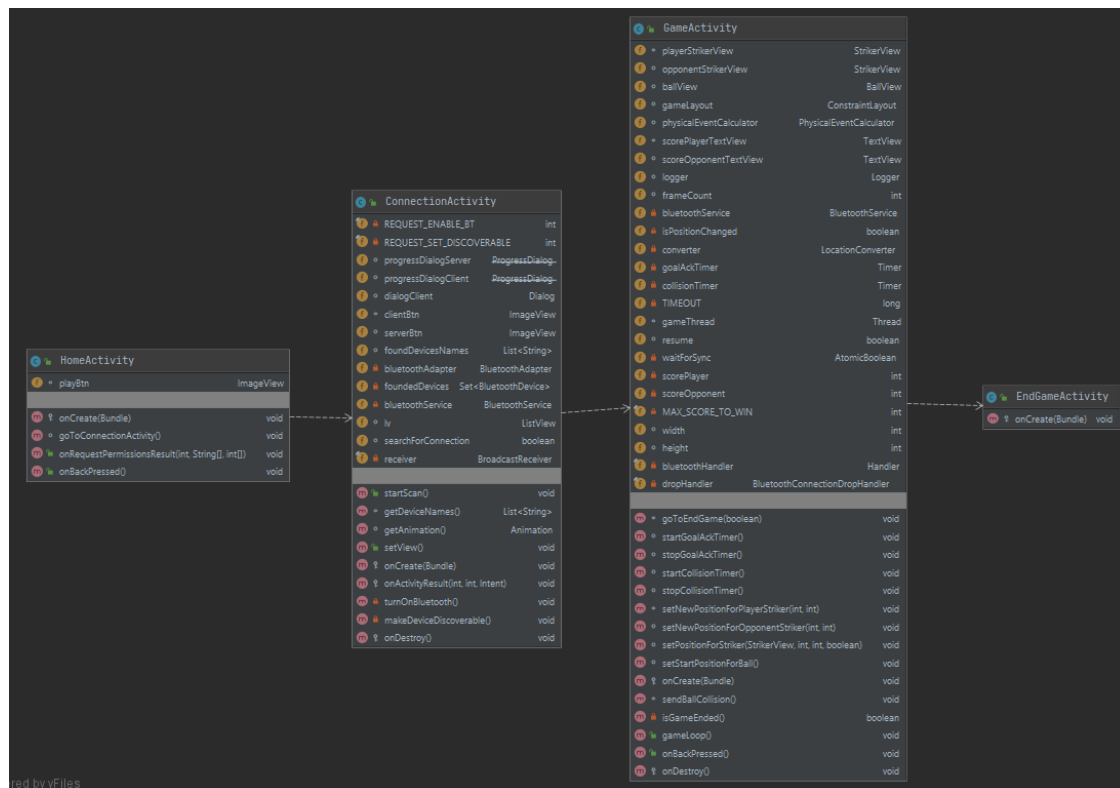 HomeActivity
playBtn ImageView
onCreate(Bundle) void
goToConnectionActivity() void
onRequestPermissionsResult(int, String[], int[]) void
onBackPressed() void
ConnectionActivity
REQUEST_ENABLE_BT int
REQUEST_SET_DISCOVERABLE int
progressDialogServer ProgressDialog
progressDialogClient ProgressDialog
dialogClient Dialog
clientBtn ImageView
serverBtn ImageView
foundDevicesNames List<String>
bluetoothAdapter BluetoothAdapter
foundedDevices Set<BluetoothDevice>
bluetoothService BluetoothService
lv ListView
searchForConnection boolean
receiver BroadcastReceiver
startScan() void
getDeviceNames() List<String>
getAnimation() Animation
setView() void
onCreate(Bundle) void
onActivityResult(int, int, Intent) void
turnOnBluetooth() void
makeDeviceDiscoverable() void
onDestroy() void
GameActivity
playerStrikerView StrikerView
opponentStrikerView StrikerView
ballView BallView
gameLayout ConstraintLayout
physicalEventCalculator PhysicalEventCalculator
scorePlayerTextView TextView
scoreOpponentTextView TextView
logger Logger
frameCount int
bluetoothService BluetoothService
isPositionChanged boolean
converter LocationConverter
goalAckTimer Timer
collisionTimer Timer
TIMEOUT long
gameThread Thread
resume boolean
waitForSync AtomicBoolean
scorePlayer int
scoreOpponent int
MAX_SCORE_TO_WIN int
width int
height int
bluetoothHandler Handler
dropHandler BluetoothConnectionDropHandler
goToEndGame(boolean) void
startGoalAckTimer() void
stopGoalAckTimer() void
startCollisionTimer() void
stopCollisionTimer() void
setNewPositionForPlayerStriker(int, int) void
setNewPositionForOpponentStriker(int, int) void
setPositionForStriker(StrikerView, int, int, boolean) void
setStartPositionForBall() void
onCreate(Bundle) void
sendBallCollision() void
isGameEnded() boolean
gameLoop() void
onBackPressed() void
onDestroy() void
EndGameActivity
onCreate(Bundle) void
red by yFiles